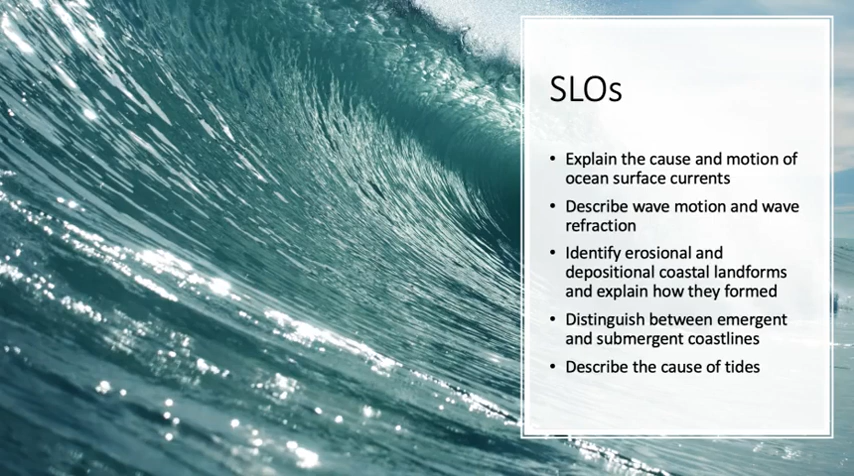 SLOs
• Explain the cause and motion of
ocean surface currents
• Describe wave motion and wave
refraction
• Identify erosional and
depositional coastal landforms
and explain how they formed
• Distinguish between emergent
and submergent coastlines
• Describe the cause of tides